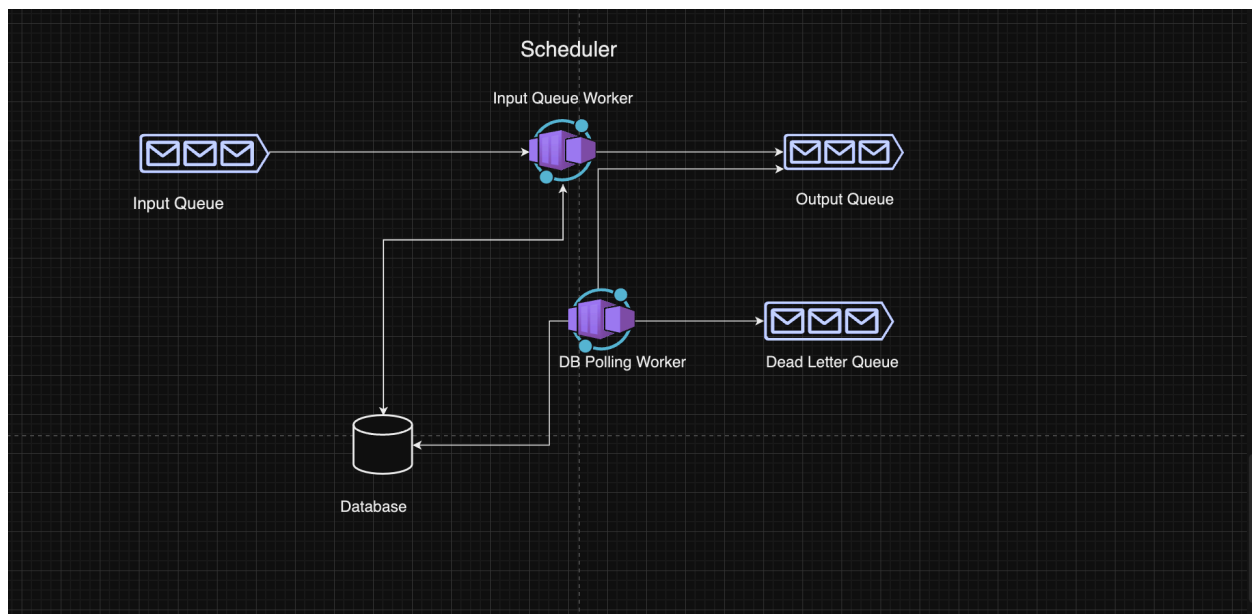 Scheduler
Input Queue Worker
Input Queue
Output Queue
DB Polling Worker
Dead Letter Queue
Database